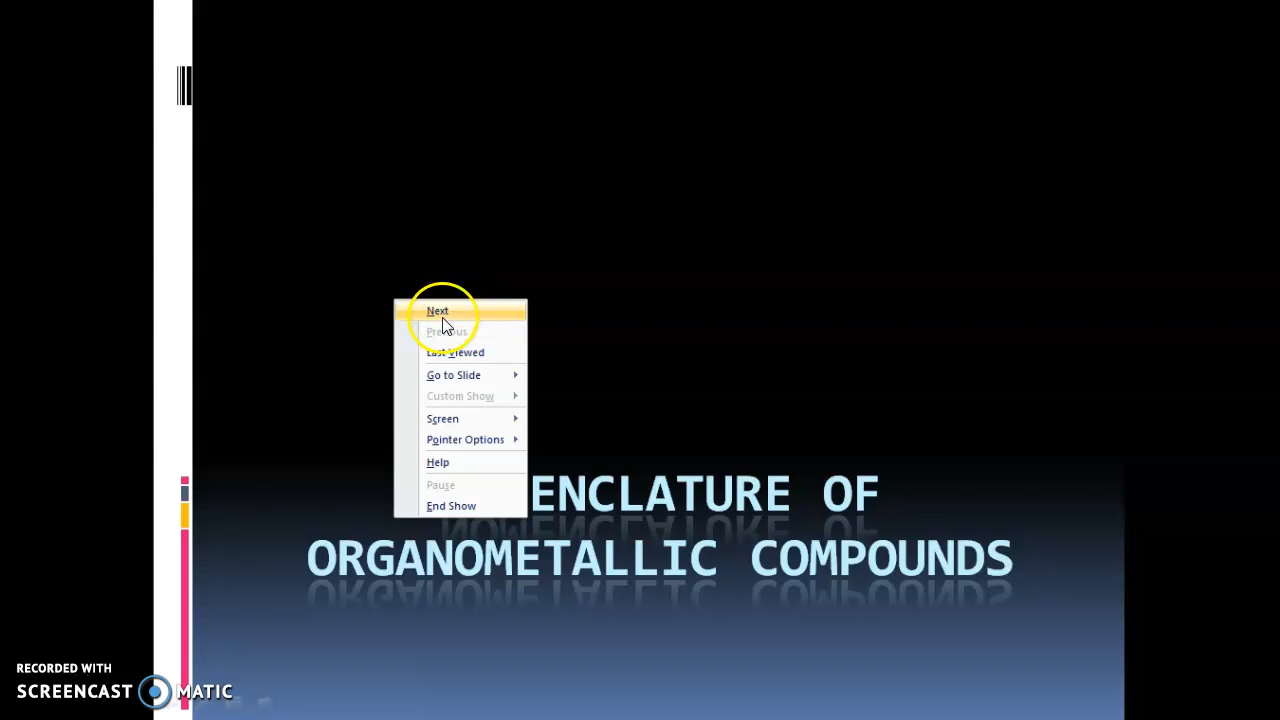 Next
Previous
Last Viewed
Go to Slide
Custom Show
Screen
Pointer Options
Help
Pause
End Show
ENCLATURE OF
ORGANOMETALLIC COMPOUNDS
RECORDED WITH
SCREENCAST MATIC